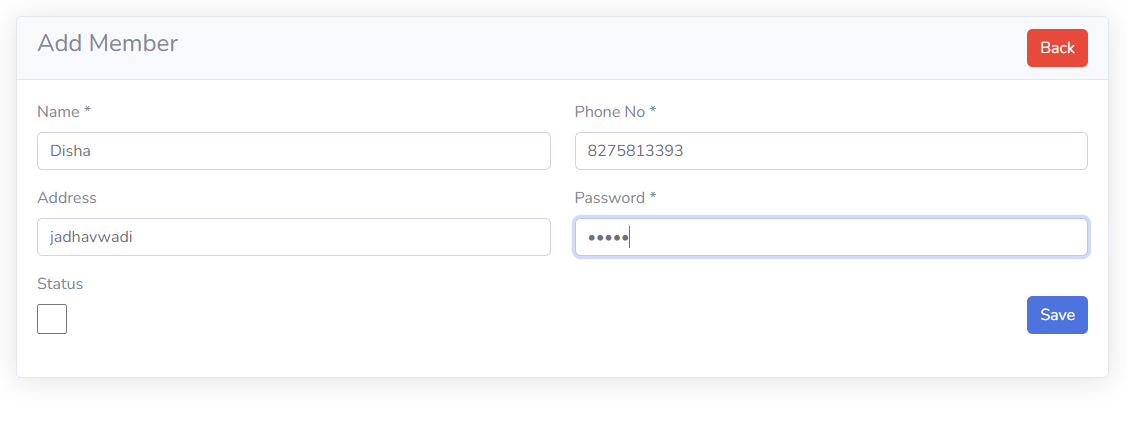 Add Member
Back
Name *
Phone No *
Disha
8275813393
Address
Password *
jadhavwadi
•••••
Status
Save